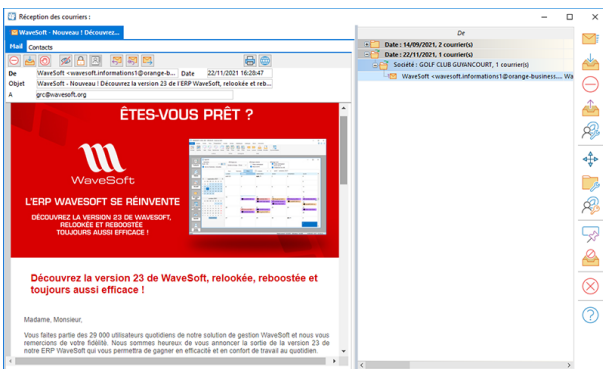 Réception des courriers :
WaveSoft - Nouveau ! Découvrez...
Mail Contacts
De WaveSoft <wavesoft.informations1@orange-b... Date 22/11/2021 16:28:47
Objet WaveSoft - Nouveau ! Découvrez la version 23 de l'ERP WaveSoft, relookée et reb...
A grc@wavesoft.org
ÊTES-VOUS PRÊT ?
WaveSoft
L'ERP WAVESOFT SE RÉINVENTE
DÉCOUVREZ LA VERSION 23 DE WAVESOFT,
RELOOKÉE ET REBOOSTÉE
TOUJOURS AUSSI EFFICACE !
Découvrez la version 23 de WaveSoft, relookée, reboostée et
toujours aussi efficace !
Madame, Monsieur,
Vous faites partie des 29 000 utilisateurs quotidiens de notre solution de gestion WaveSoft et nous vous
remercions de votre fidélité. Nous sommes heureux de vous annoncer la sortie de la version 23 de
notre ERP WaveSoft qui vous permettra de gagner en efficacité et en confort de travail au quotidien.
De
Date : 14/09/2021, 2 courrier(s)
Date : 22/11/2021, 1 courrier(s)
Société : GOLF CLUB GUYANCOURT, 1 courrier(s)
WaveSoft <wavesoft.informations1@orange-business.... Wa